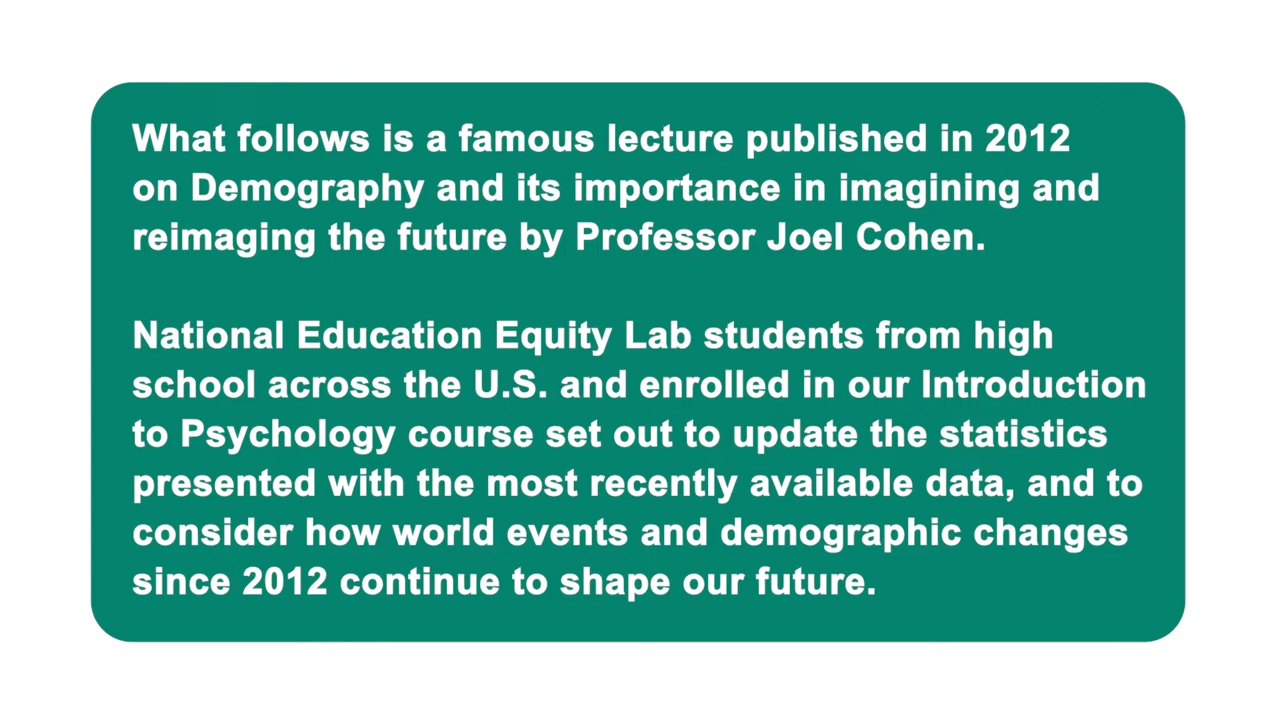 What follows is a famous lecture published in 2012
on Demography and its importance in imagining and
reimaging the future by Professor Joel Cohen.
National Education Equity Lab students from high
school across the U.S. and enrolled in our Introduction
to Psychology course set out to update the statistics
presented with the most recently available data, and to
consider how world events and demographic changes
since 2012 continue to shape our future.